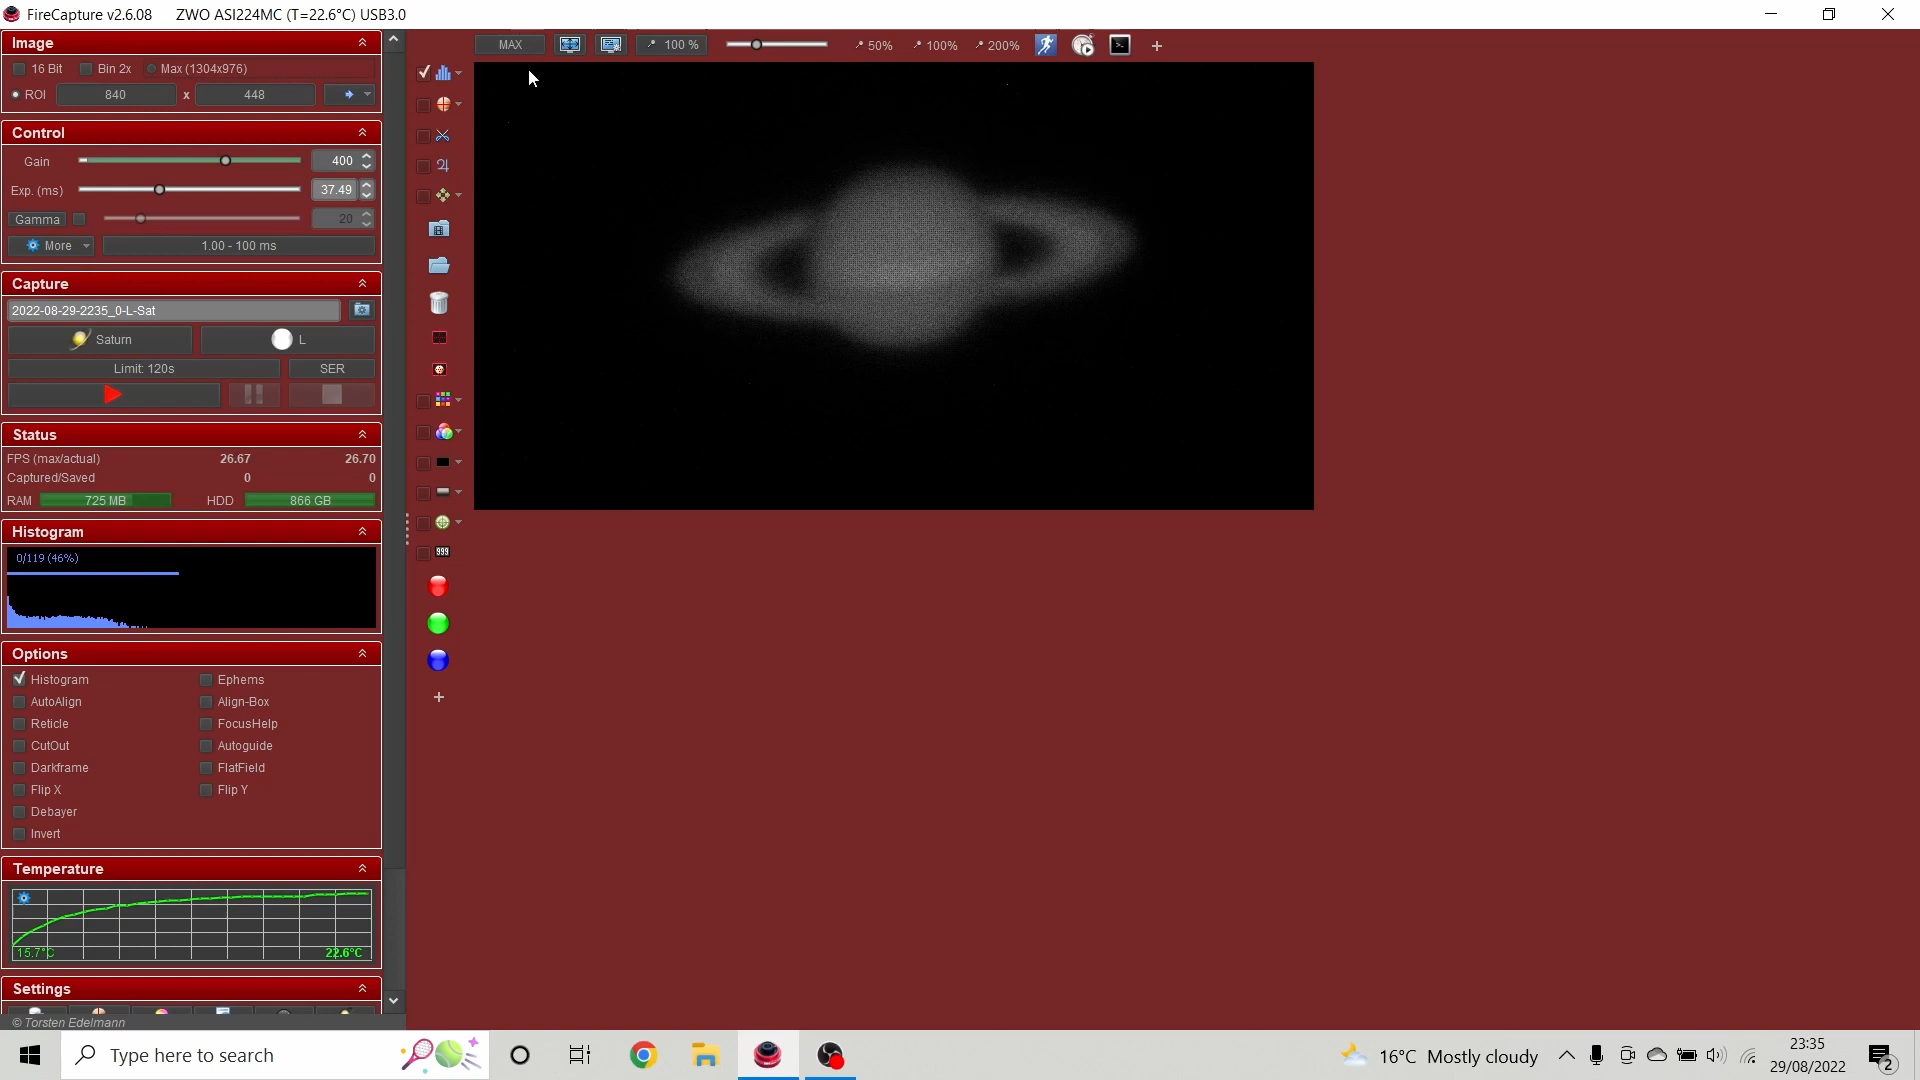 FireCapture v2.6.08 ZWO ASI224MC (T=22.6°C) USB3.0
Image
16 Bit Bin 2x Max (1304x976)
ROI 840 x 448
Control
Gain 400
Exp. (ms) 37.49
Gamma 20
More 1.00 - 100 ms
Capture
2022-08-29-2235_0-L-Sat
Saturn L
Limit: 120s SER
Status
FPS (max/actual) 26.67 26.70
Captured/Saved 0 0
RAM 725 MB HDD 866 GB
Histogram
0/119 (46%)
Options
Histogram Ephems
AutoAlign Align-Box
Reticle FocusHelp
CutOut Autoguide
Darkframe FlatField
Flip X Flip Y
Debayer
Invert
Temperature
15.7°C 22.6°C
Settings
© Torsten Edelmann
MAX 100 % 50% 100% 200%
999
Type here to search
16°C Mostly cloudy
23:35
29/08/2022
2